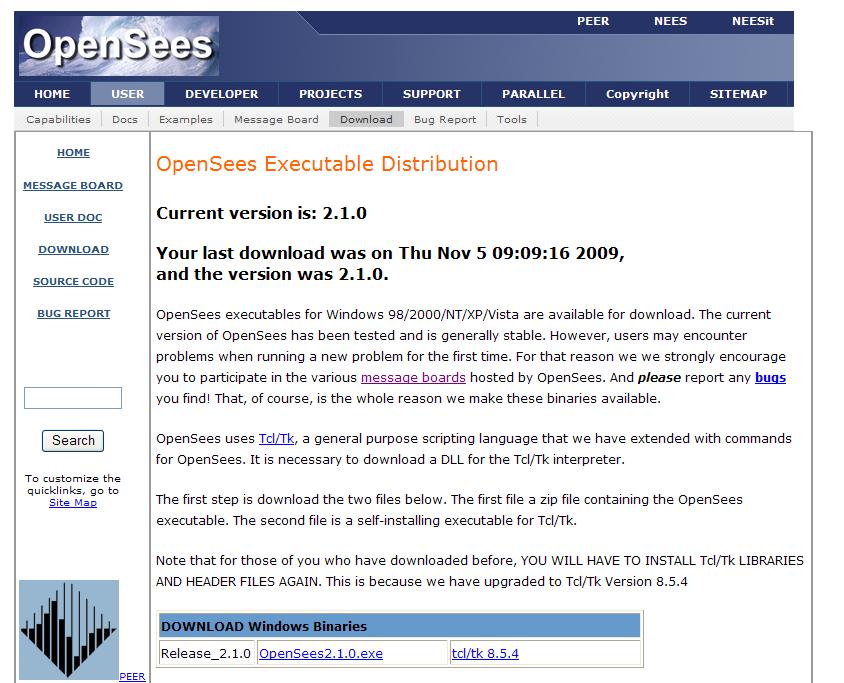 OpenSees
PEER NEES NEESit
HOME USER DEVELOPER PROJECTS SUPPORT PARALLEL Copyright SITEMAP
Capabilities Docs Examples Message Board Download Bug Report Tools
HOME
MESSAGE BOARD
USER DOC
DOWNLOAD
SOURCE CODE
BUG REPORT
Search
To customize the
quicklinks, go to
Site Map
PEER
OpenSees Executable Distribution
Current version is: 2.1.0
Your last download was on Thu Nov 5 09:09:16 2009,
and the version was 2.1.0.
OpenSees executables for Windows 98/2000/NT/XP/Vista are available for download. The current
version of OpenSees has been tested and is generally stable. However, users may encounter
problems when running a new problem for the first time. For that reason we we strongly encourage
you to participate in the various message boards hosted by OpenSees. And please report any bugs
you find! That, of course, is the whole reason we make these binaries available.
OpenSees uses Tcl/Tk, a general purpose scripting language that we have extended with commands
for OpenSees. It is necessary to download a DLL for the Tcl/Tk interpreter.
The first step is download the two files below. The first file a zip file containing the OpenSees
executable. The second file is a self-installing executable for Tcl/Tk.
Note that for those of you who have downloaded before, YOU WILL HAVE TO INSTALL Tcl/Tk LIBRARIES
AND HEADER FILES AGAIN. This is because we have upgraded to Tcl/Tk Version 8.5.4
DOWNLOAD Windows Binaries
Release_2.1.0 OpenSees2.1.0.exe tcl/tk 8.5.4